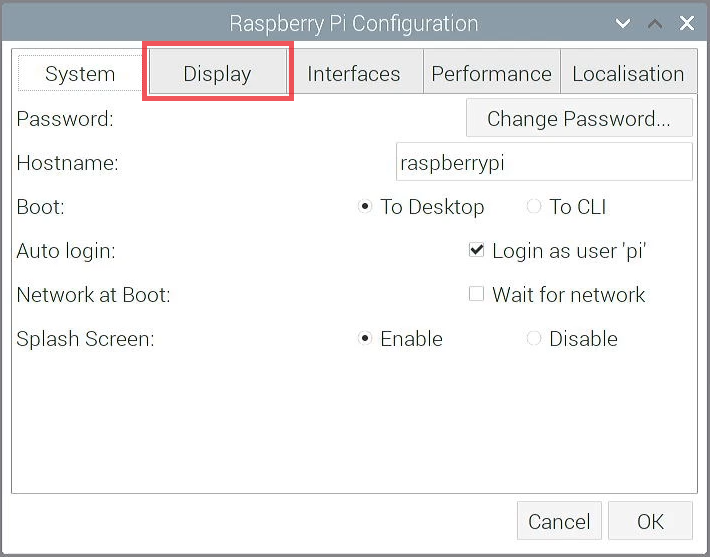 Raspberry Pi Configuration
System Display Interfaces Performance Localisation
Password: Change Password...
Hostname: raspberrypi
Boot: To Desktop To CLI
Auto login: Login as user 'pi'
Network at Boot: Wait for network
Splash Screen: Enable Disable
Cancel OK